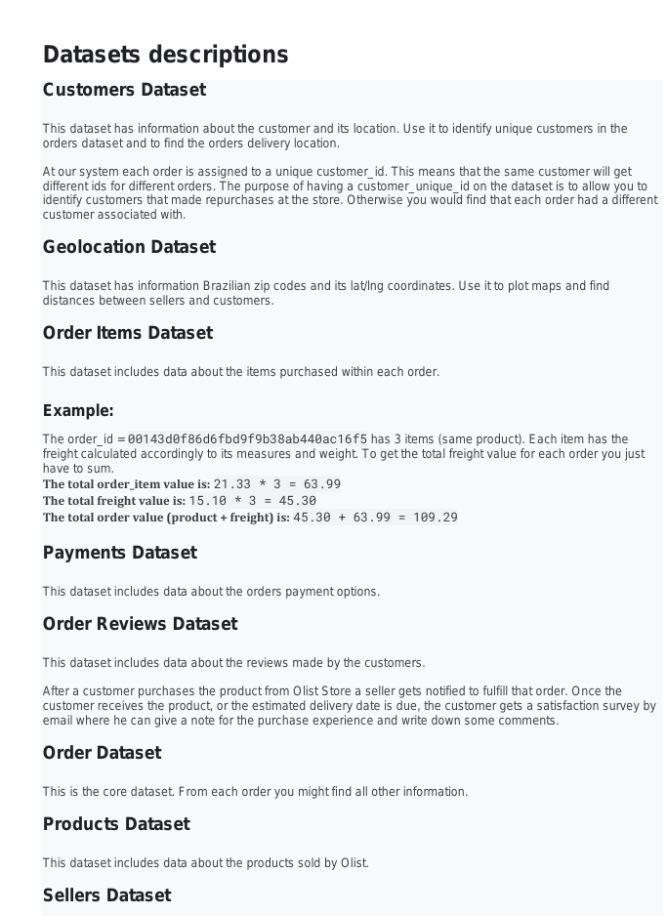 Datasets descriptions
Customers Dataset
This dataset has information about the customer and its location. Use it to identify unique customers in the
orders dataset and to find the orders delivery location.
At our system each order is assigned to a unique customer_id. This means that the same customer will get
different ids for different orders. The purpose of having a customer_unique_id on the dataset is to allow you to
identify customers that made repurchases at the store. Otherwise you would find that each order had a different
customer associated with.
Geolocation Dataset
This dataset has information Brazilian zip codes and its lat/lng coordinates. Use it to plot maps and find
distances between sellers and customers.
Order Items Dataset
This dataset includes data about the items purchased within each order.
Example:
The order_id = 00143d0f86d6fbd9f9b38ab440ac16f5 has 3 items (same product). Each item has the
freight calculated accordingly to its measures and weight. To get the total freight value for each order you just
have to sum.
The total order_item value is: 21.33 * 3 = 63.99
The total freight value is: 15.10 * 3 = 45.30
The total order value (product + freight) is: 45.30 + 63.99 = 109.29
Payments Dataset
This dataset includes data about the orders payment options.
Order Reviews Dataset
This dataset includes data about the reviews made by the customers.
After a customer purchases the product from Olist Store a seller gets notified to fulfill that order. Once the
customer receives the product, or the estimated delivery date is due, the customer gets a satisfaction survey by
email where he can give a note for the purchase experience and write down some comments.
Order Dataset
This is the core dataset. From each order you might find all other information.
Products Dataset
This dataset includes data about the products sold by Olist.
Sellers Dataset